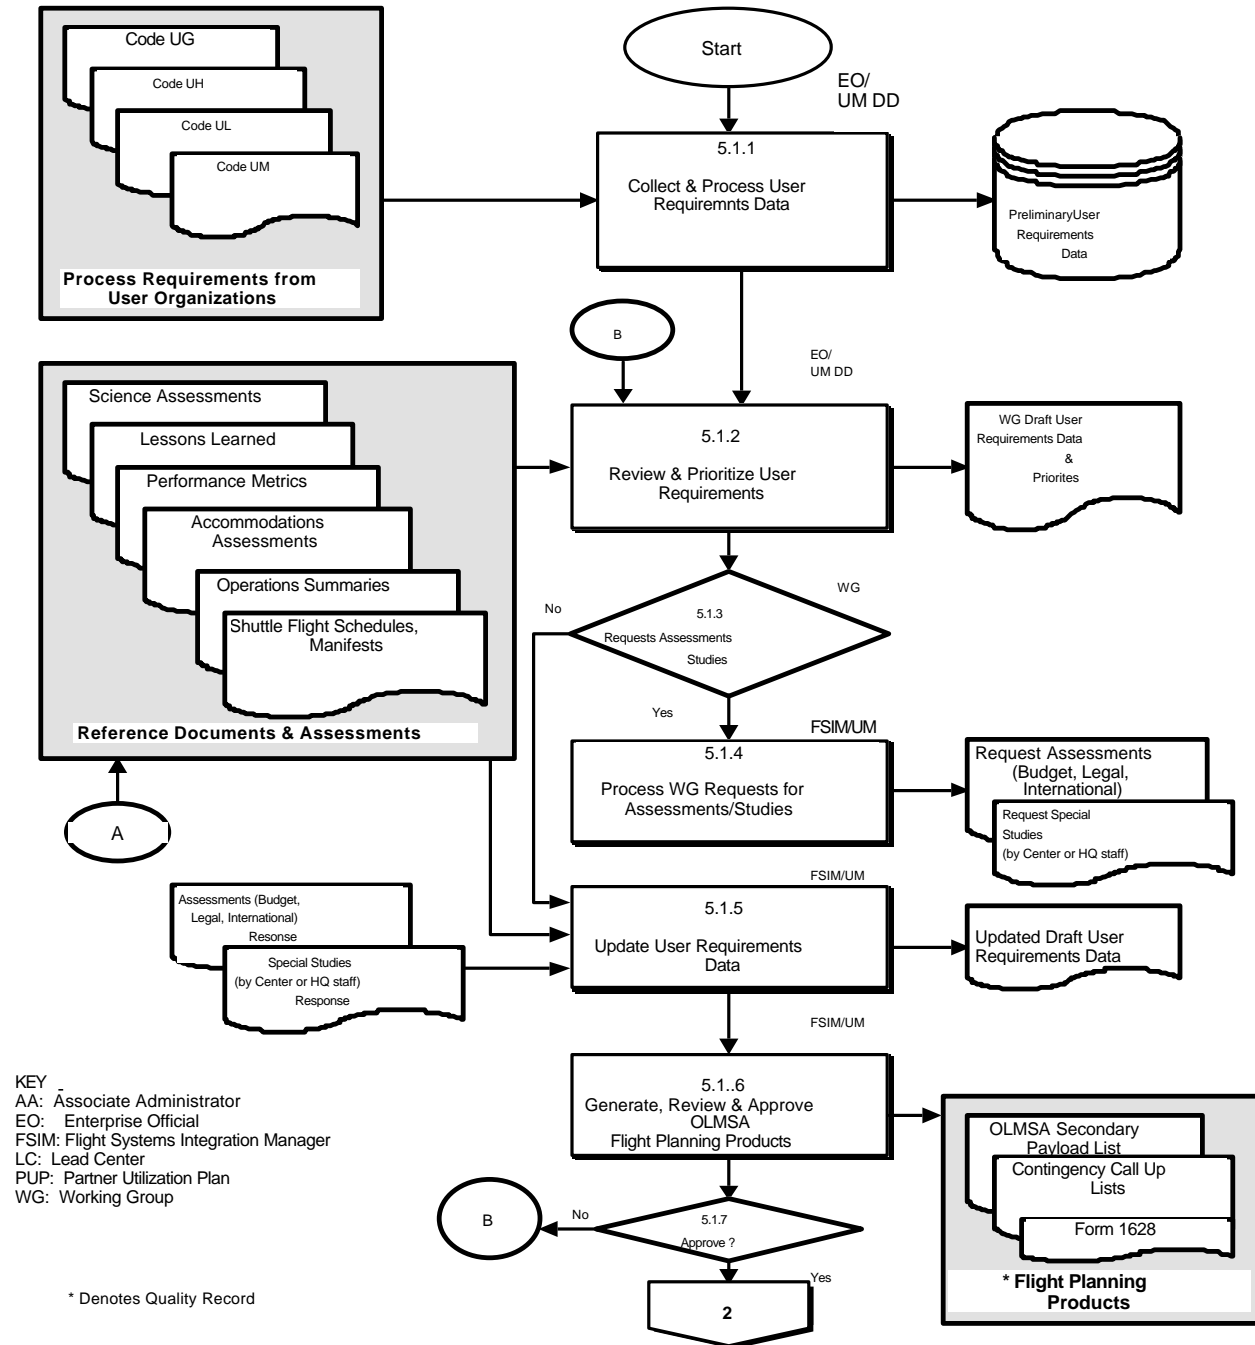 Code UG
Code UH
Code UL
Code UM
Process Requirements from
User Organizations
Start
EO/
UM DD
5.1.1
Collect & Process User
Requiremnts Data
PreliminaryUser
Requirements
Data
B
EO/
UM DD
Science Assessments
Lessons Learned
Performance Metrics
Accommodations
Assessments
Operations Summaries
Shuttle Flight Schedules,
Manifests
Reference Documents & Assessments
5.1.2
Review & Prioritize User
Requirements
WG Draft User
Requirements Data
&
Priorites
WG
No
5.1.3
Requests Assessments
Studies
Yes
FSIM/UM
5.1.4
Process WG Requests for
Assessments/Studies
Request Assessments
(Budget, Legal,
International)
Request Special
Studies
(by Center or HQ staff)
A
FSIM/UM
Assessments (Budget,
Legal, International)
Resonse
Special Studies
(by Center or HQ staff)
Response
5.1.5
Update User Requirements
Data
Updated Draft User
Requirements Data
FSIM/UM
5.1..6
Generate, Review & Approve
OLMSA
Flight Planning Products
OLMSA Secondary
Payload List
Contingency Call Up
Lists
Form 1628
* Flight Planning
Products
KEY
AA: Associate Administrator
EO: Enterprise Official
FSIM: Flight Systems Integration Manager
LC: Lead Center
PUP: Partner Utilization Plan
WG: Working Group
B
No
5.1.7
Approve ?
Yes
2
* Denotes Quality Record